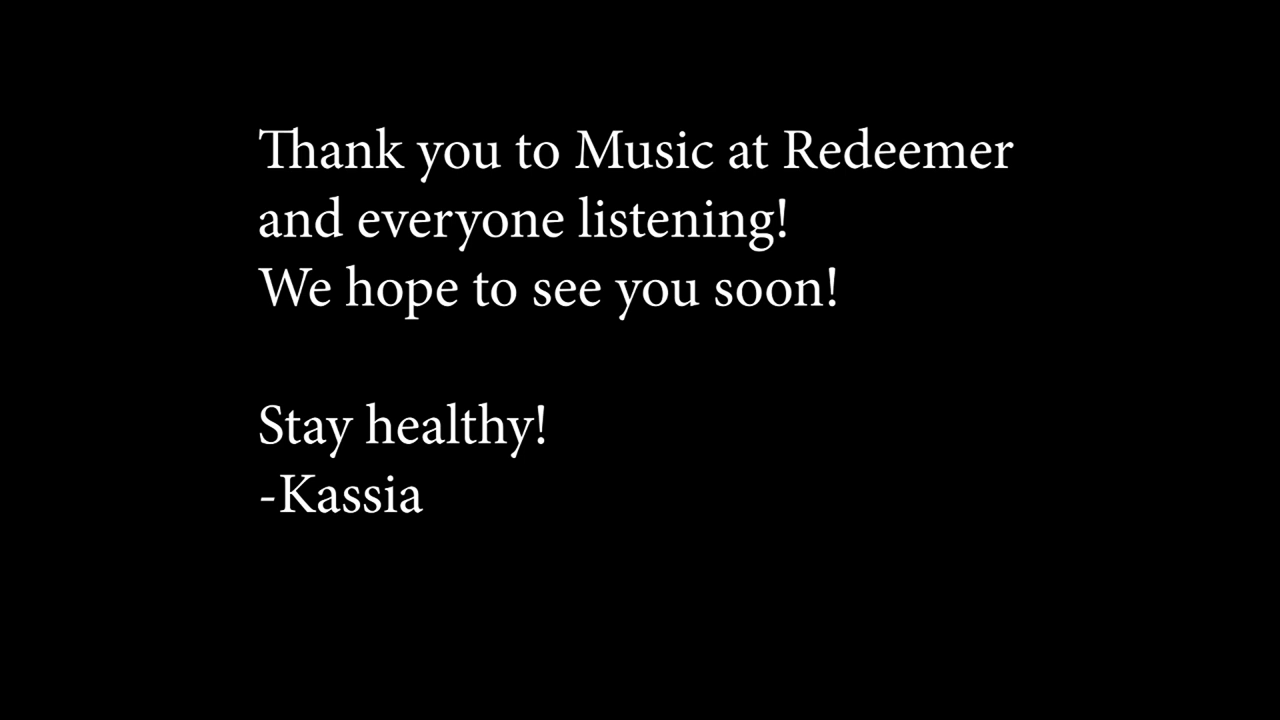 Thank you to Music at Redeemer
and everyone listening!
We hope to see you soon!
Stay healthy!
-Kassia